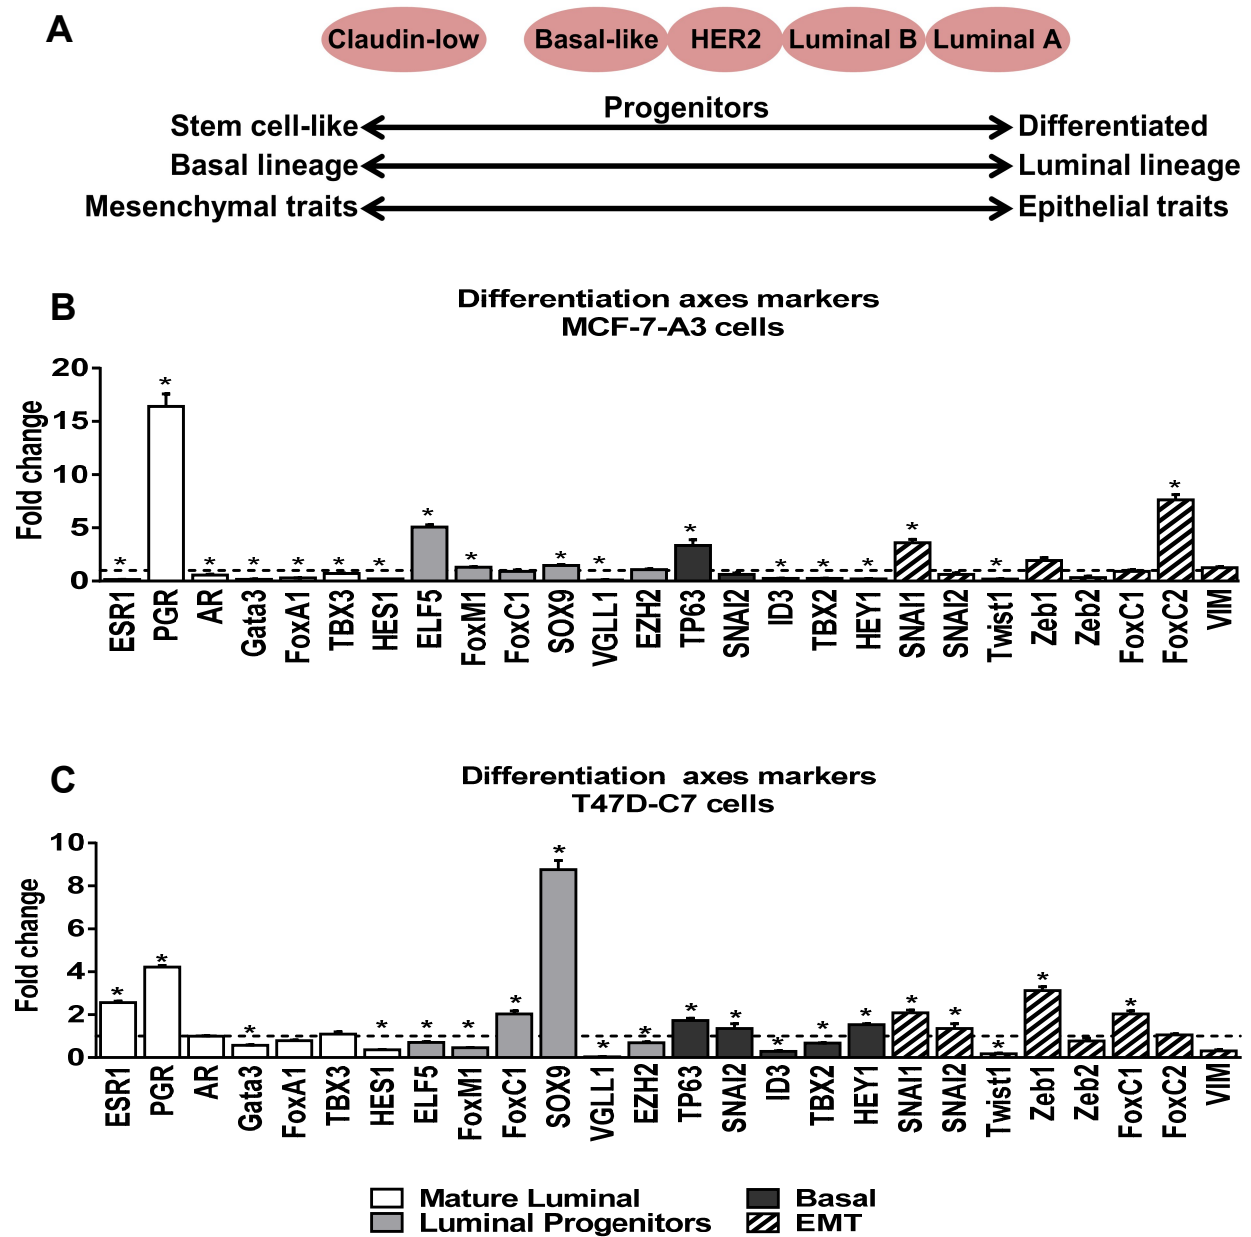 A
Claudin-low Basal-like HER2 Luminal B Luminal A
Progenitors
Stem cell-like Differentiated
Basal lineage Luminal lineage
Mesenchymal traits Epithelial traits
B
Differentiation axes markers
MCF-7-A3 cells
Fold change
20
15
10
5
0
* * * * * * * * * * * * * * * * * *
ESR1 PGR AR Gata3 FoxA1 TBX3 HES1 ELF5 FoxM1 FoxC1 SOX9 VGLL1 EZH2 TP63 SNAI2 ID3 TBX2 HEY1 SNAI1 SNAI2 Twist1 Zeb1 Zeb2 FoxC1 FoxC2 VIM
C
Differentiation axes markers
T47D-C7 cells
Fold change
10
8
6
4
2
0
* * * * * * * * * * * * * * * * * * * *
ESR1 PGR AR Gata3 FoxA1 TBX3 HES1 ELF5 FoxM1 FoxC1 SOX9 VGLL1 EZH2 TP63 SNAI2 ID3 TBX2 HEY1 SNAI1 SNAI2 Twist1 Zeb1 Zeb2 FoxC1 FoxC2 VIM
Mature Luminal Basal
Luminal Progenitors EMT